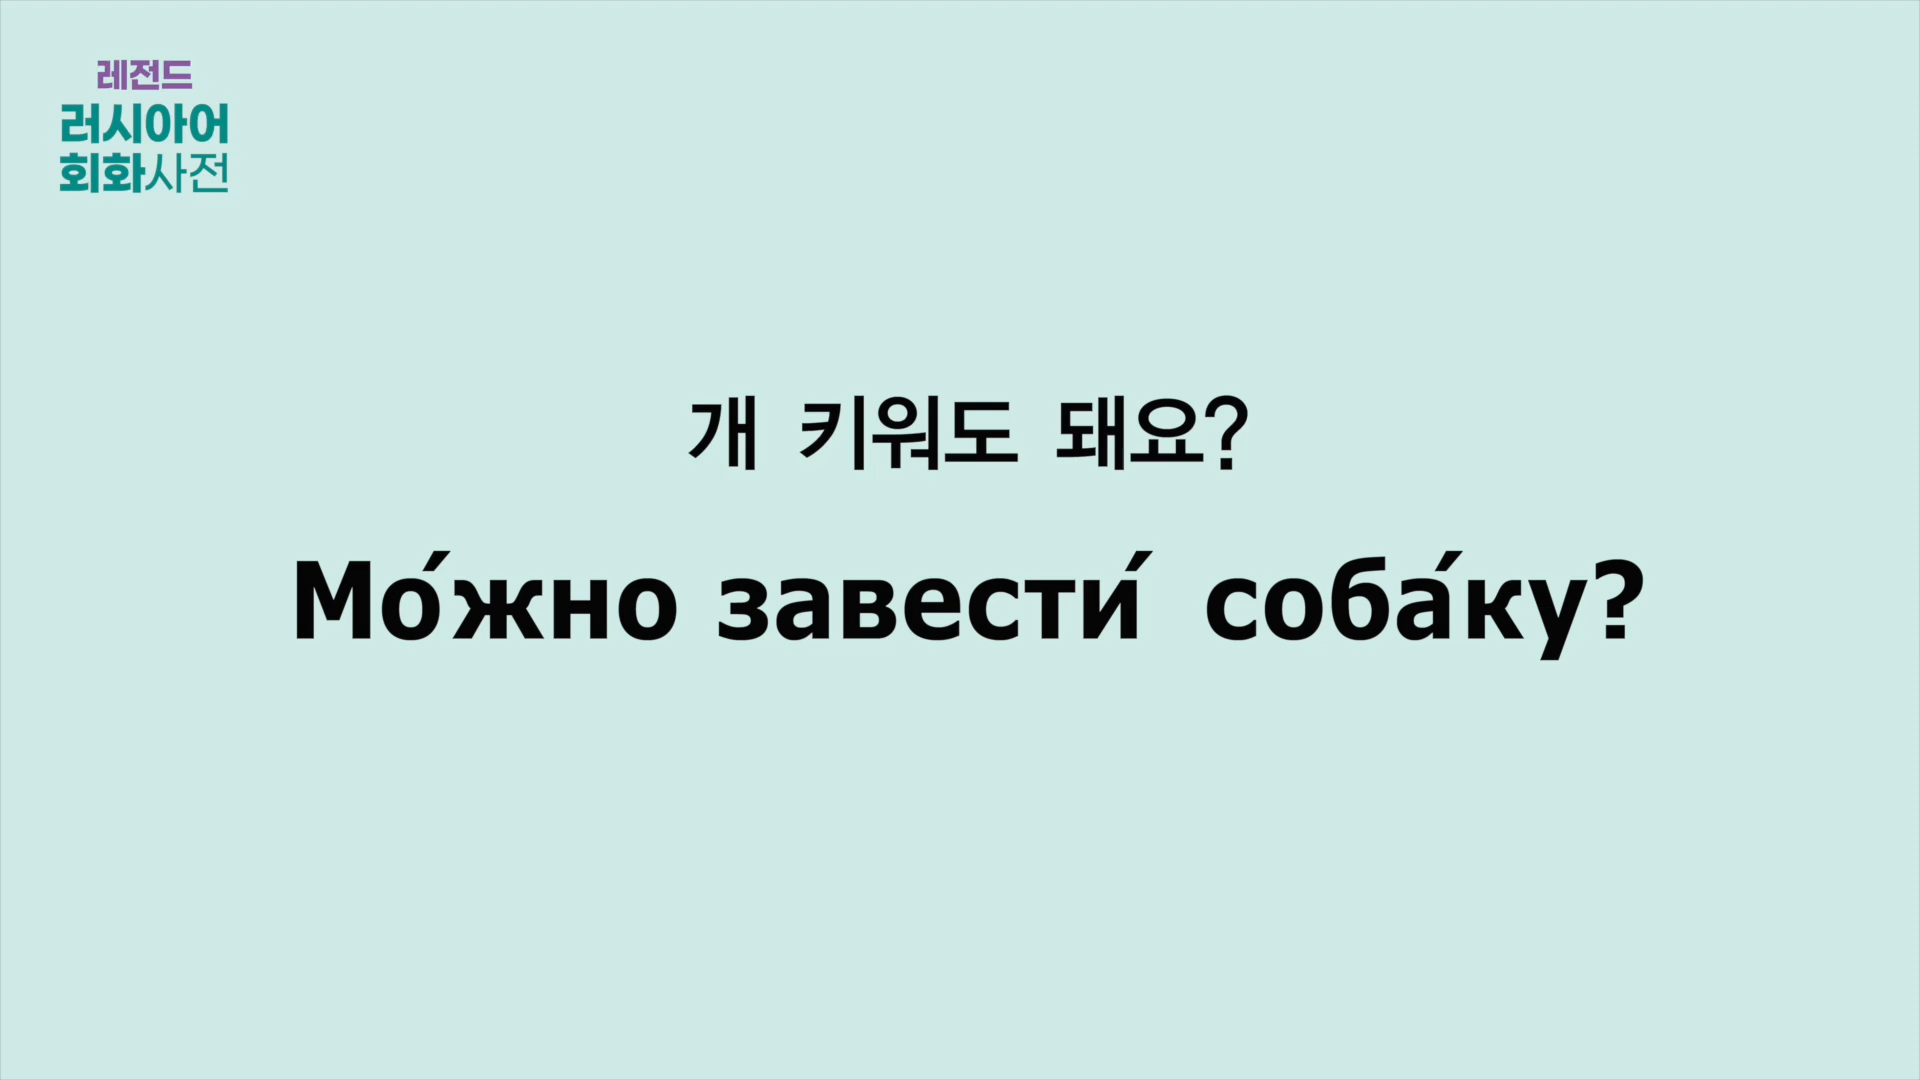 레전드
러시아어
회화사전
개 키워도 돼요?
Мо́жно завести́ соба́ку?